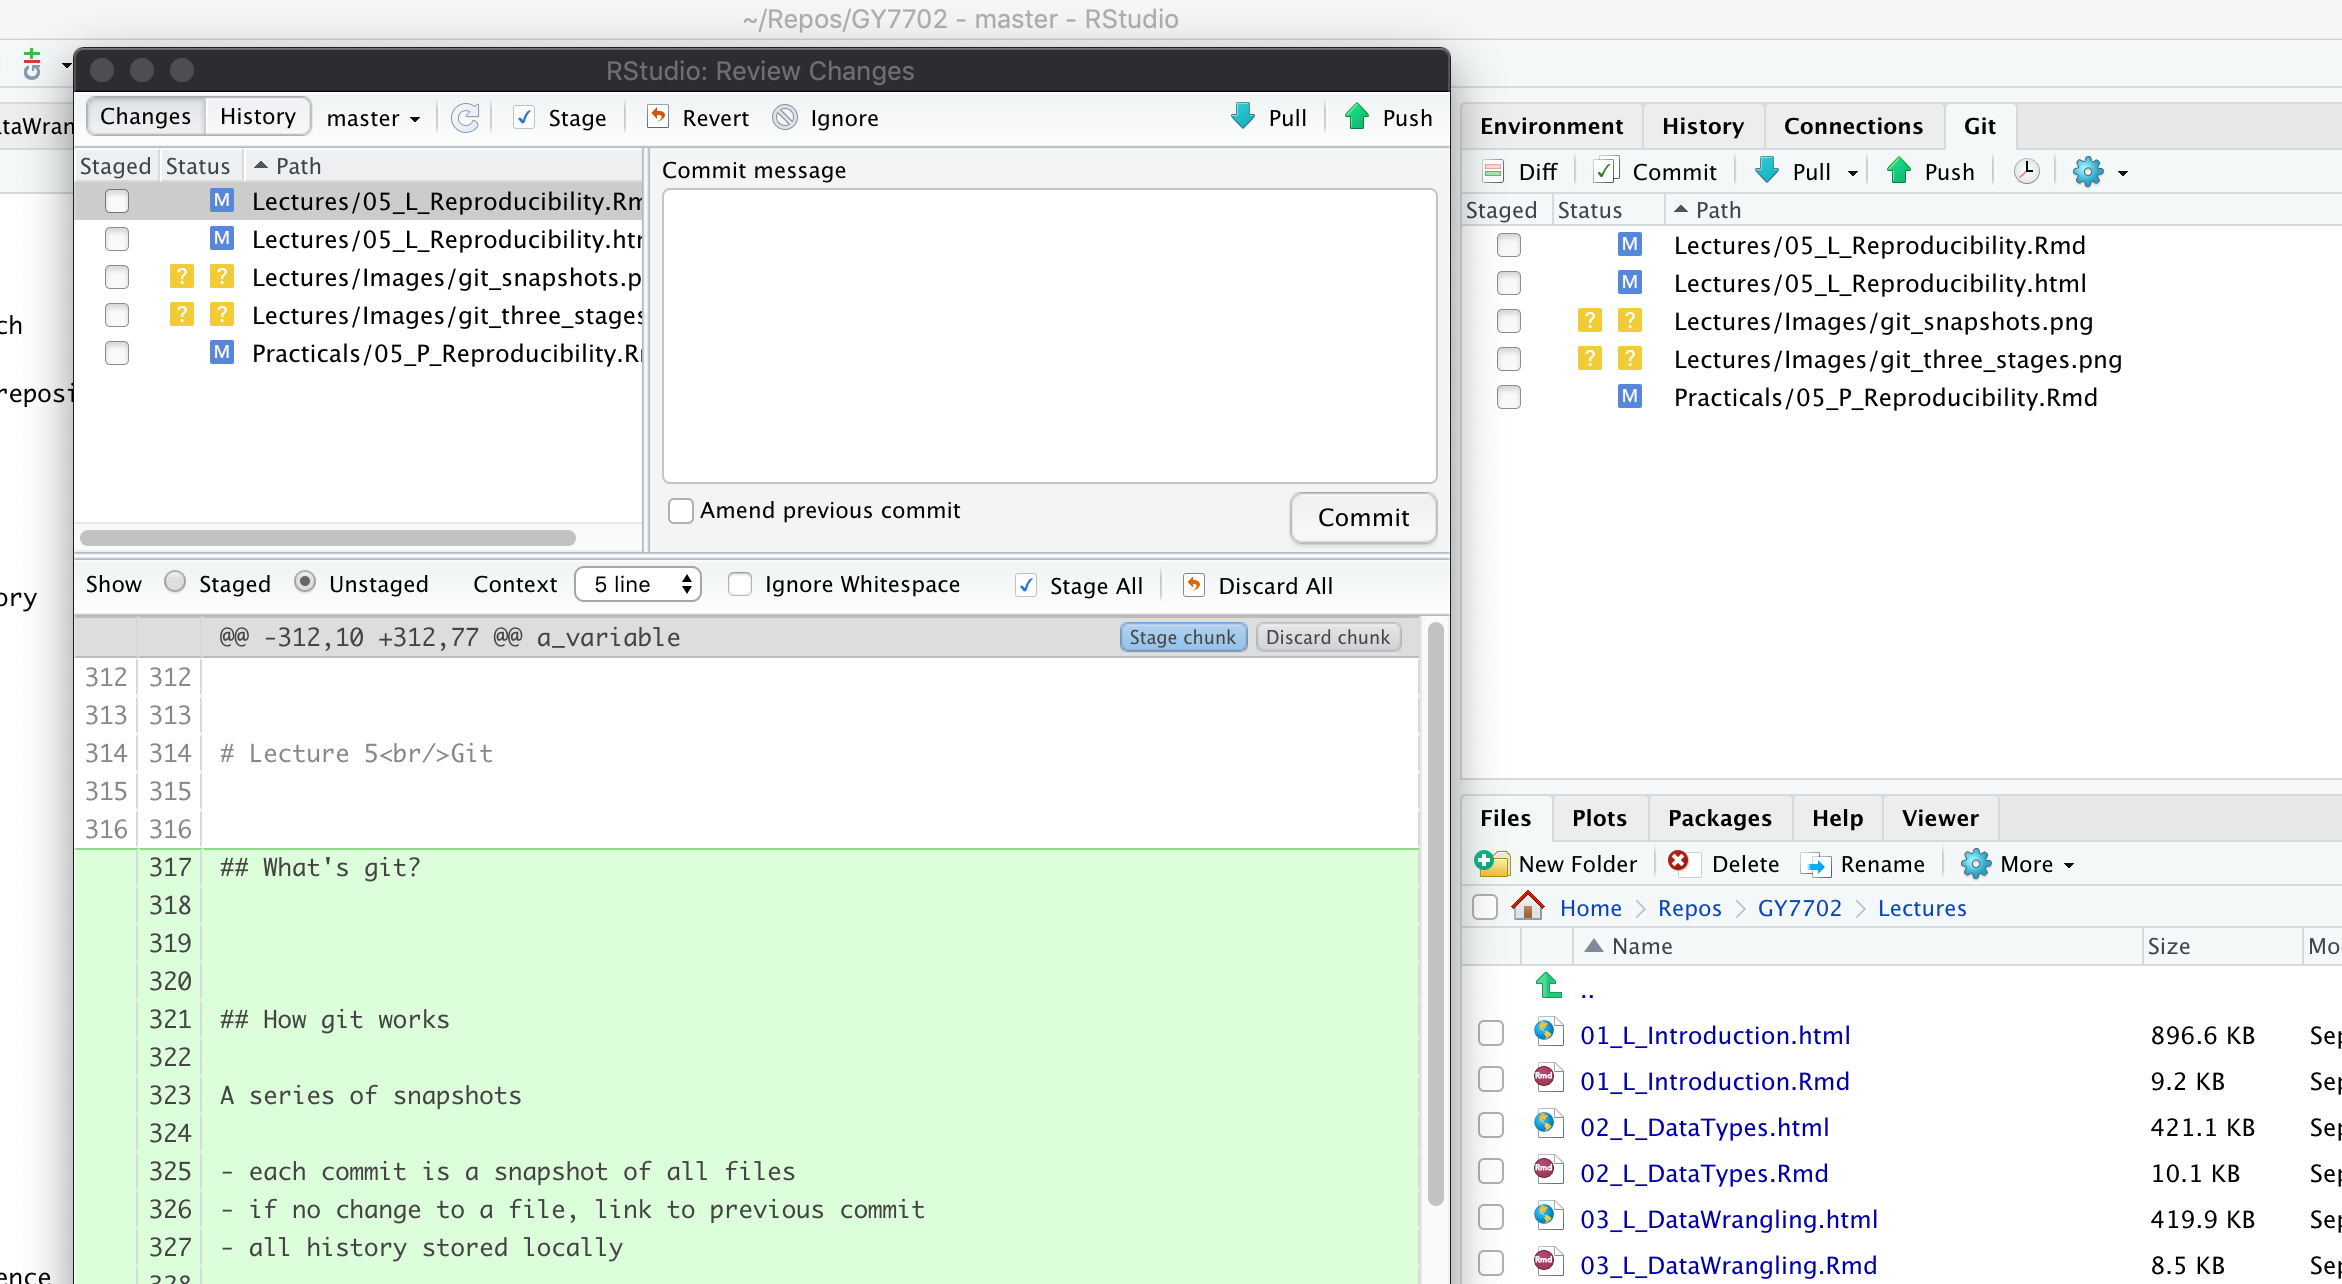 ~/Repos/GY7702 - master - RStudio
RStudio: Review Changes
Changes History master Stage Revert Ignore Pull Push
Staged Status Path
M Lectures/05_L_Reproducibility.Rm
M Lectures/05_L_Reproducibility.htr
? ? Lectures/Images/git_snapshots.p
? ? Lectures/Images/git_three_stages
M Practicals/05_P_Reproducibility.R
Commit message
Amend previous commit
Commit
Show Staged Unstaged Context 5 line Ignore Whitespace Stage All Discard All
@@ -312,10 +312,77 @@ a_variable Stage chunk Discard chunk
312 312
313 313
314 314 # Lecture 5<br/>Git
315 315
316 316
317 ## What's git?
318
319
320
321 ## How git works
322
323 A series of snapshots
324
325 - each commit is a snapshot of all files
326 - if no change to a file, link to previous commit
327 - all history stored locally
328
taWran
ch
reposi
ory
ence
Environment History Connections Git
Diff Commit Pull Push
Staged Status Path
M Lectures/05_L_Reproducibility.Rmd
M Lectures/05_L_Reproducibility.html
? ? Lectures/Images/git_snapshots.png
? ? Lectures/Images/git_three_stages.png
M Practicals/05_P_Reproducibility.Rmd
Files Plots Packages Help Viewer
New Folder Delete Rename More
Home Repos GY7702 Lectures
Name Size Mo
..
01_L_Introduction.html 896.6 KB Sep
Rmd 01_L_Introduction.Rmd 9.2 KB Sep
02_L_DataTypes.html 421.1 KB Sep
Rmd 02_L_DataTypes.Rmd 10.1 KB Sep
03_L_DataWrangling.html 419.9 KB Sep
Rmd 03_L_DataWrangling.Rmd 8.5 KB Sep